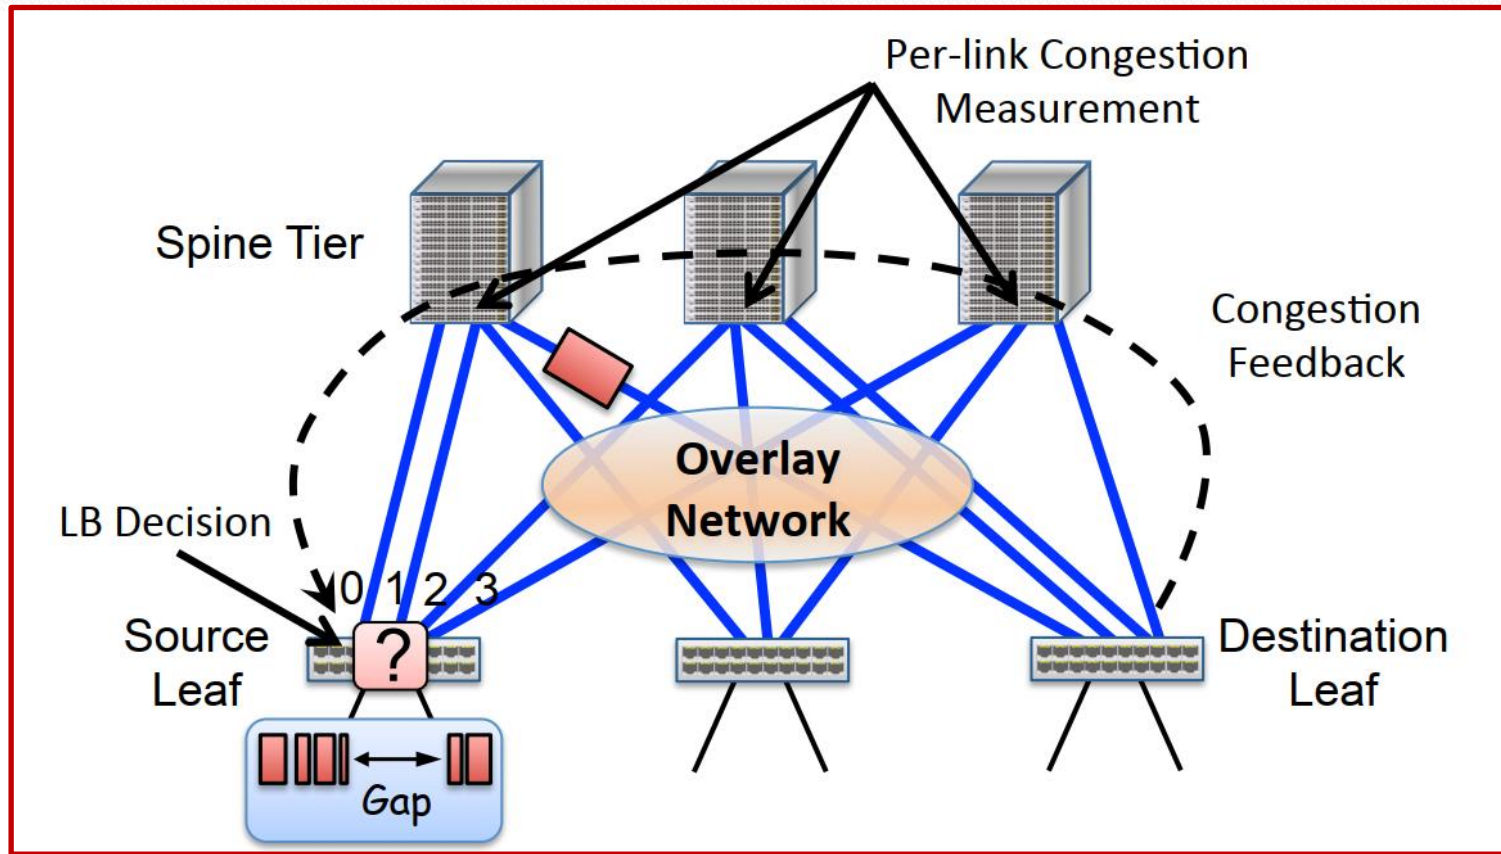 Per-link Congestion
Measurement
Spine Tier
Congestion
Feedback
Overlay
Network
LB Decision
0 1 2 3
Source
Leaf
?
Destination
Leaf
Gap